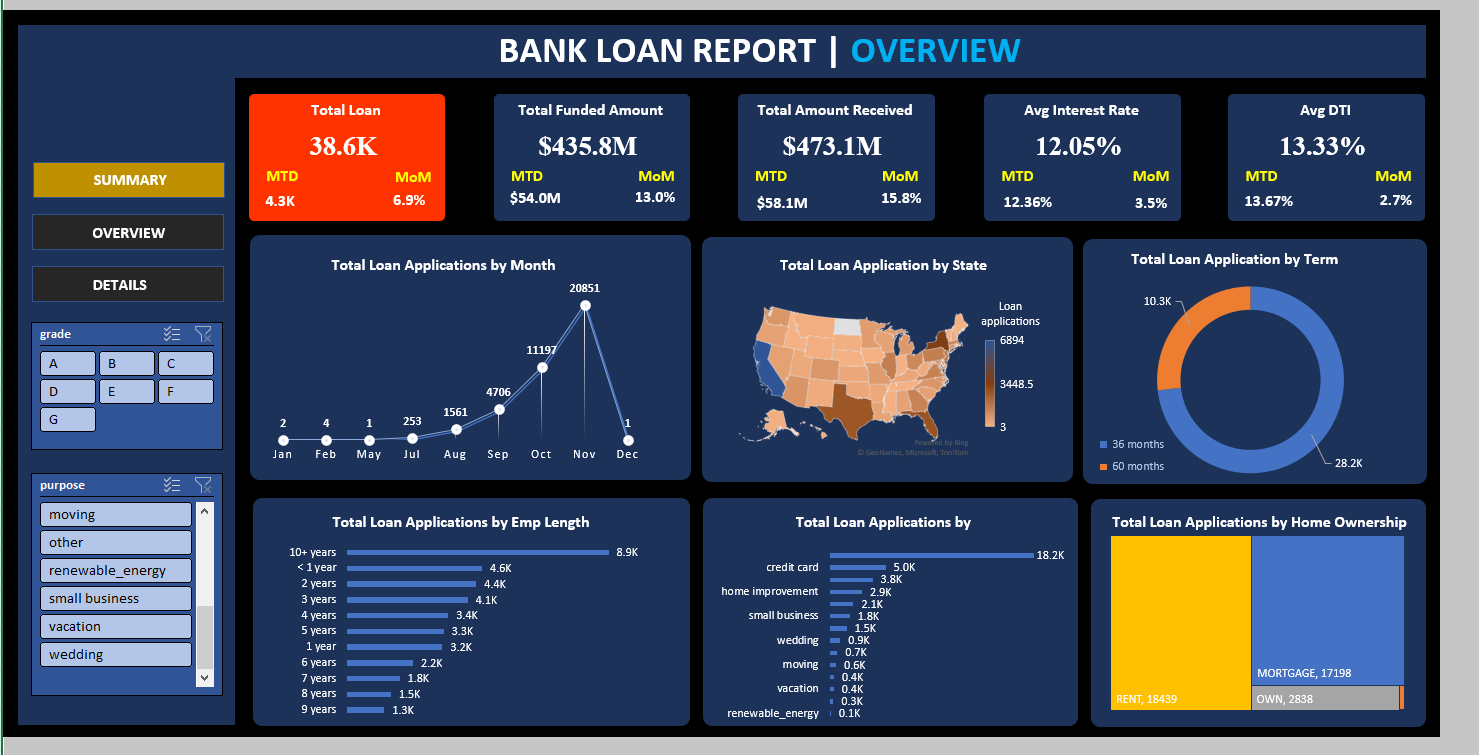 BANK LOAN REPORT | OVERVIEW
SUMMARY
OVERVIEW
DETAILS
grade
A B C
D E F
G
purpose
moving
other
renewable_energy
small business
vacation
wedding
Total Loan
38.6K
MTD MoM
4.3K 6.9%
Total Funded Amount
$435.8M
MTD MoM
$54.0M 13.0%
Total Amount Received
$473.1M
MTD MoM
$58.1M 15.8%
Avg Interest Rate
12.05%
MTD MoM
12.36% 3.5%
Avg DTI
13.33%
MTD MoM
13.67% 2.7%
Total Loan Applications by Month
2 4 1 253 1561 4706 11197 20851 1
Jan Feb May Jul Aug Sep Oct Nov Dec
Total Loan Application by State
Loan
applications
6894
3448.5
3
Powered by Bing
© GeoNames, Microsoft, TomTom
Total Loan Application by Term
10.3K
28.2K
36 months
60 months
Total Loan Applications by Emp Length
10+ years 8.9K
< 1 year 4.6K
2 years 4.4K
3 years 4.1K
4 years 3.4K
5 years 3.3K
1 year 3.2K
6 years 2.2K
7 years 1.8K
8 years 1.5K
9 years 1.3K
Total Loan Applications by
18.2K
credit card 5.0K
3.8K
home improvement 2.9K
2.1K
small business 1.8K
1.5K
wedding 0.9K
0.7K
moving 0.6K
0.4K
vacation 0.4K
0.3K
renewable_energy 0.1K
Total Loan Applications by Home Ownership
RENT, 18439
MORTGAGE, 17198
OWN, 2838